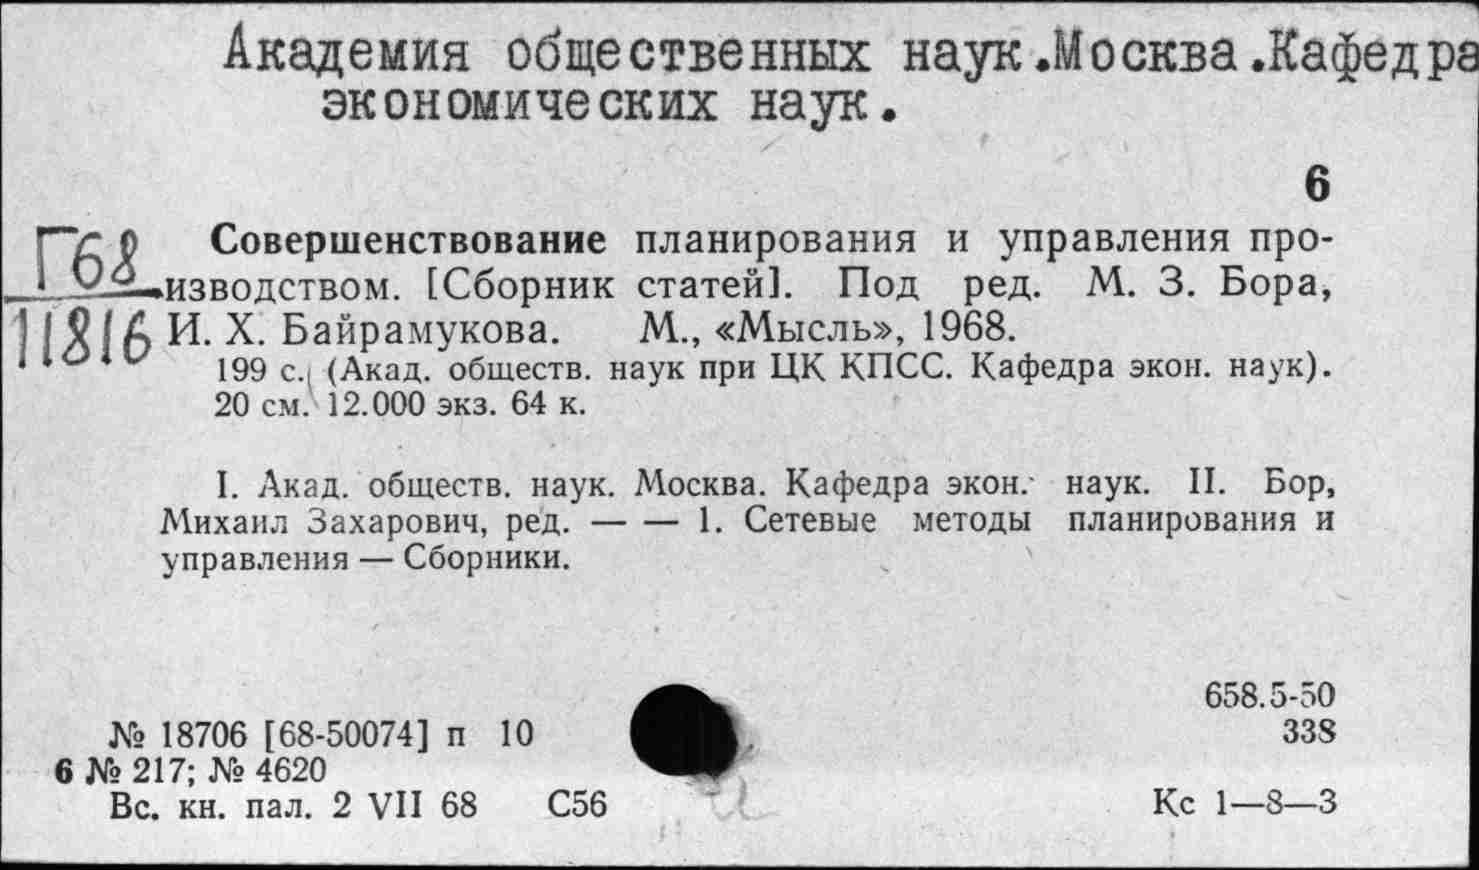 Академия общественных наук.Москва.Кафедра
экономических наук.
6
Г68
11816
Совершенствование планирования и управления про-
изводством. [Сборник статей]. Под ред. М. З. Бора,
И. Х. Байрамукова. М., «Мысль», 1968.
199 с. (Акад. обществ. наук при ЦК КПСС. Кафедра экон. наук).
20 см. 12.000 экз. 64 к.
I. Акад. обществ. наук. Москва. Кафедра экон. наук. II. Бор,
Михаил Захарович, ред. — — 1. Сетевые методы планирования и
управления — Сборники.
658.5-50
№ 18706 [68-50074] п 10 338
6 № 217; № 4620
Вс. кн. пал. 2 VII 68 С56 Кс 1—8—3